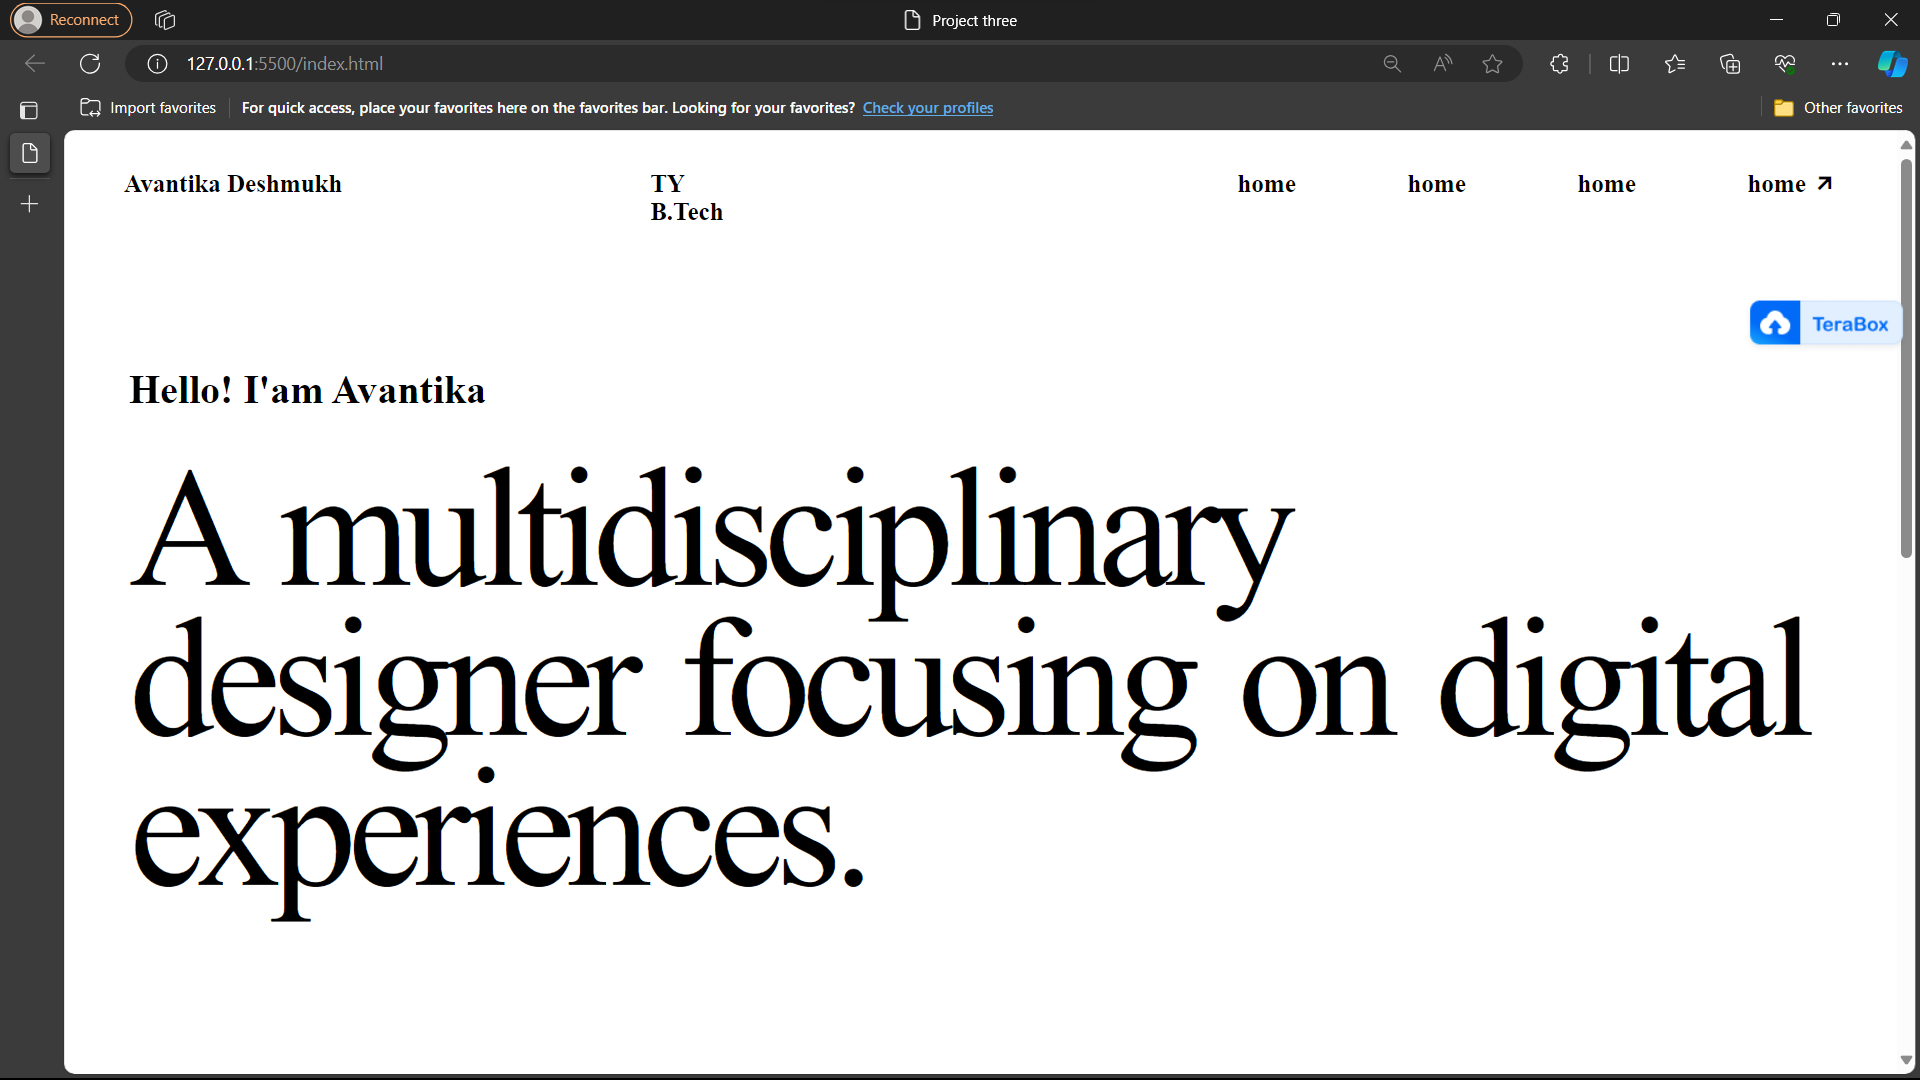 Reconnect
Project three
127.0.0.1:5500/index.html
Import favorites
For quick access, place your favorites here on the favorites bar. Looking for your favorites? Check your profiles
Other favorites
Avantika Deshmukh
TY
B.Tech
home
home
home
home
TeraBox
Hello! I'am Avantika
A multidisciplinary
designer focusing on digital
experiences.